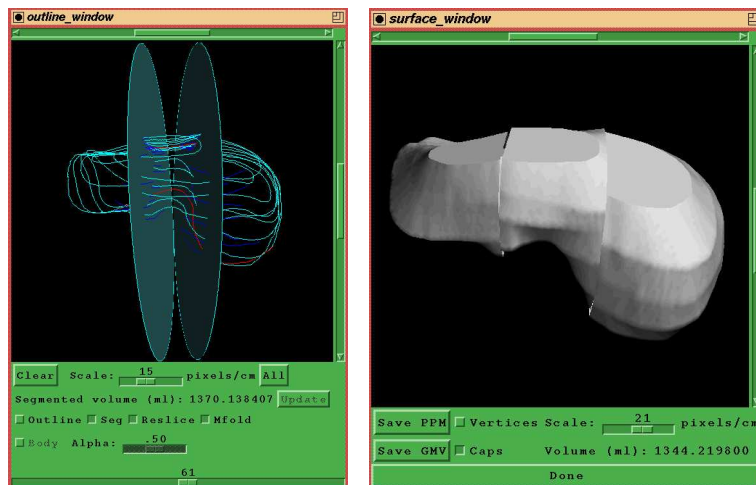 outline_window
15
Clear Scale: pixels/cm All
Segmented volume (ml): 1370.138407 Update
Outline Seg Reslice Mfold
.50
Body Alpha:
61
surface_window
21
Save PPM Vertices Scale: pixels/cm
Save GMV Caps Volume (ml): 1344.219800
Done